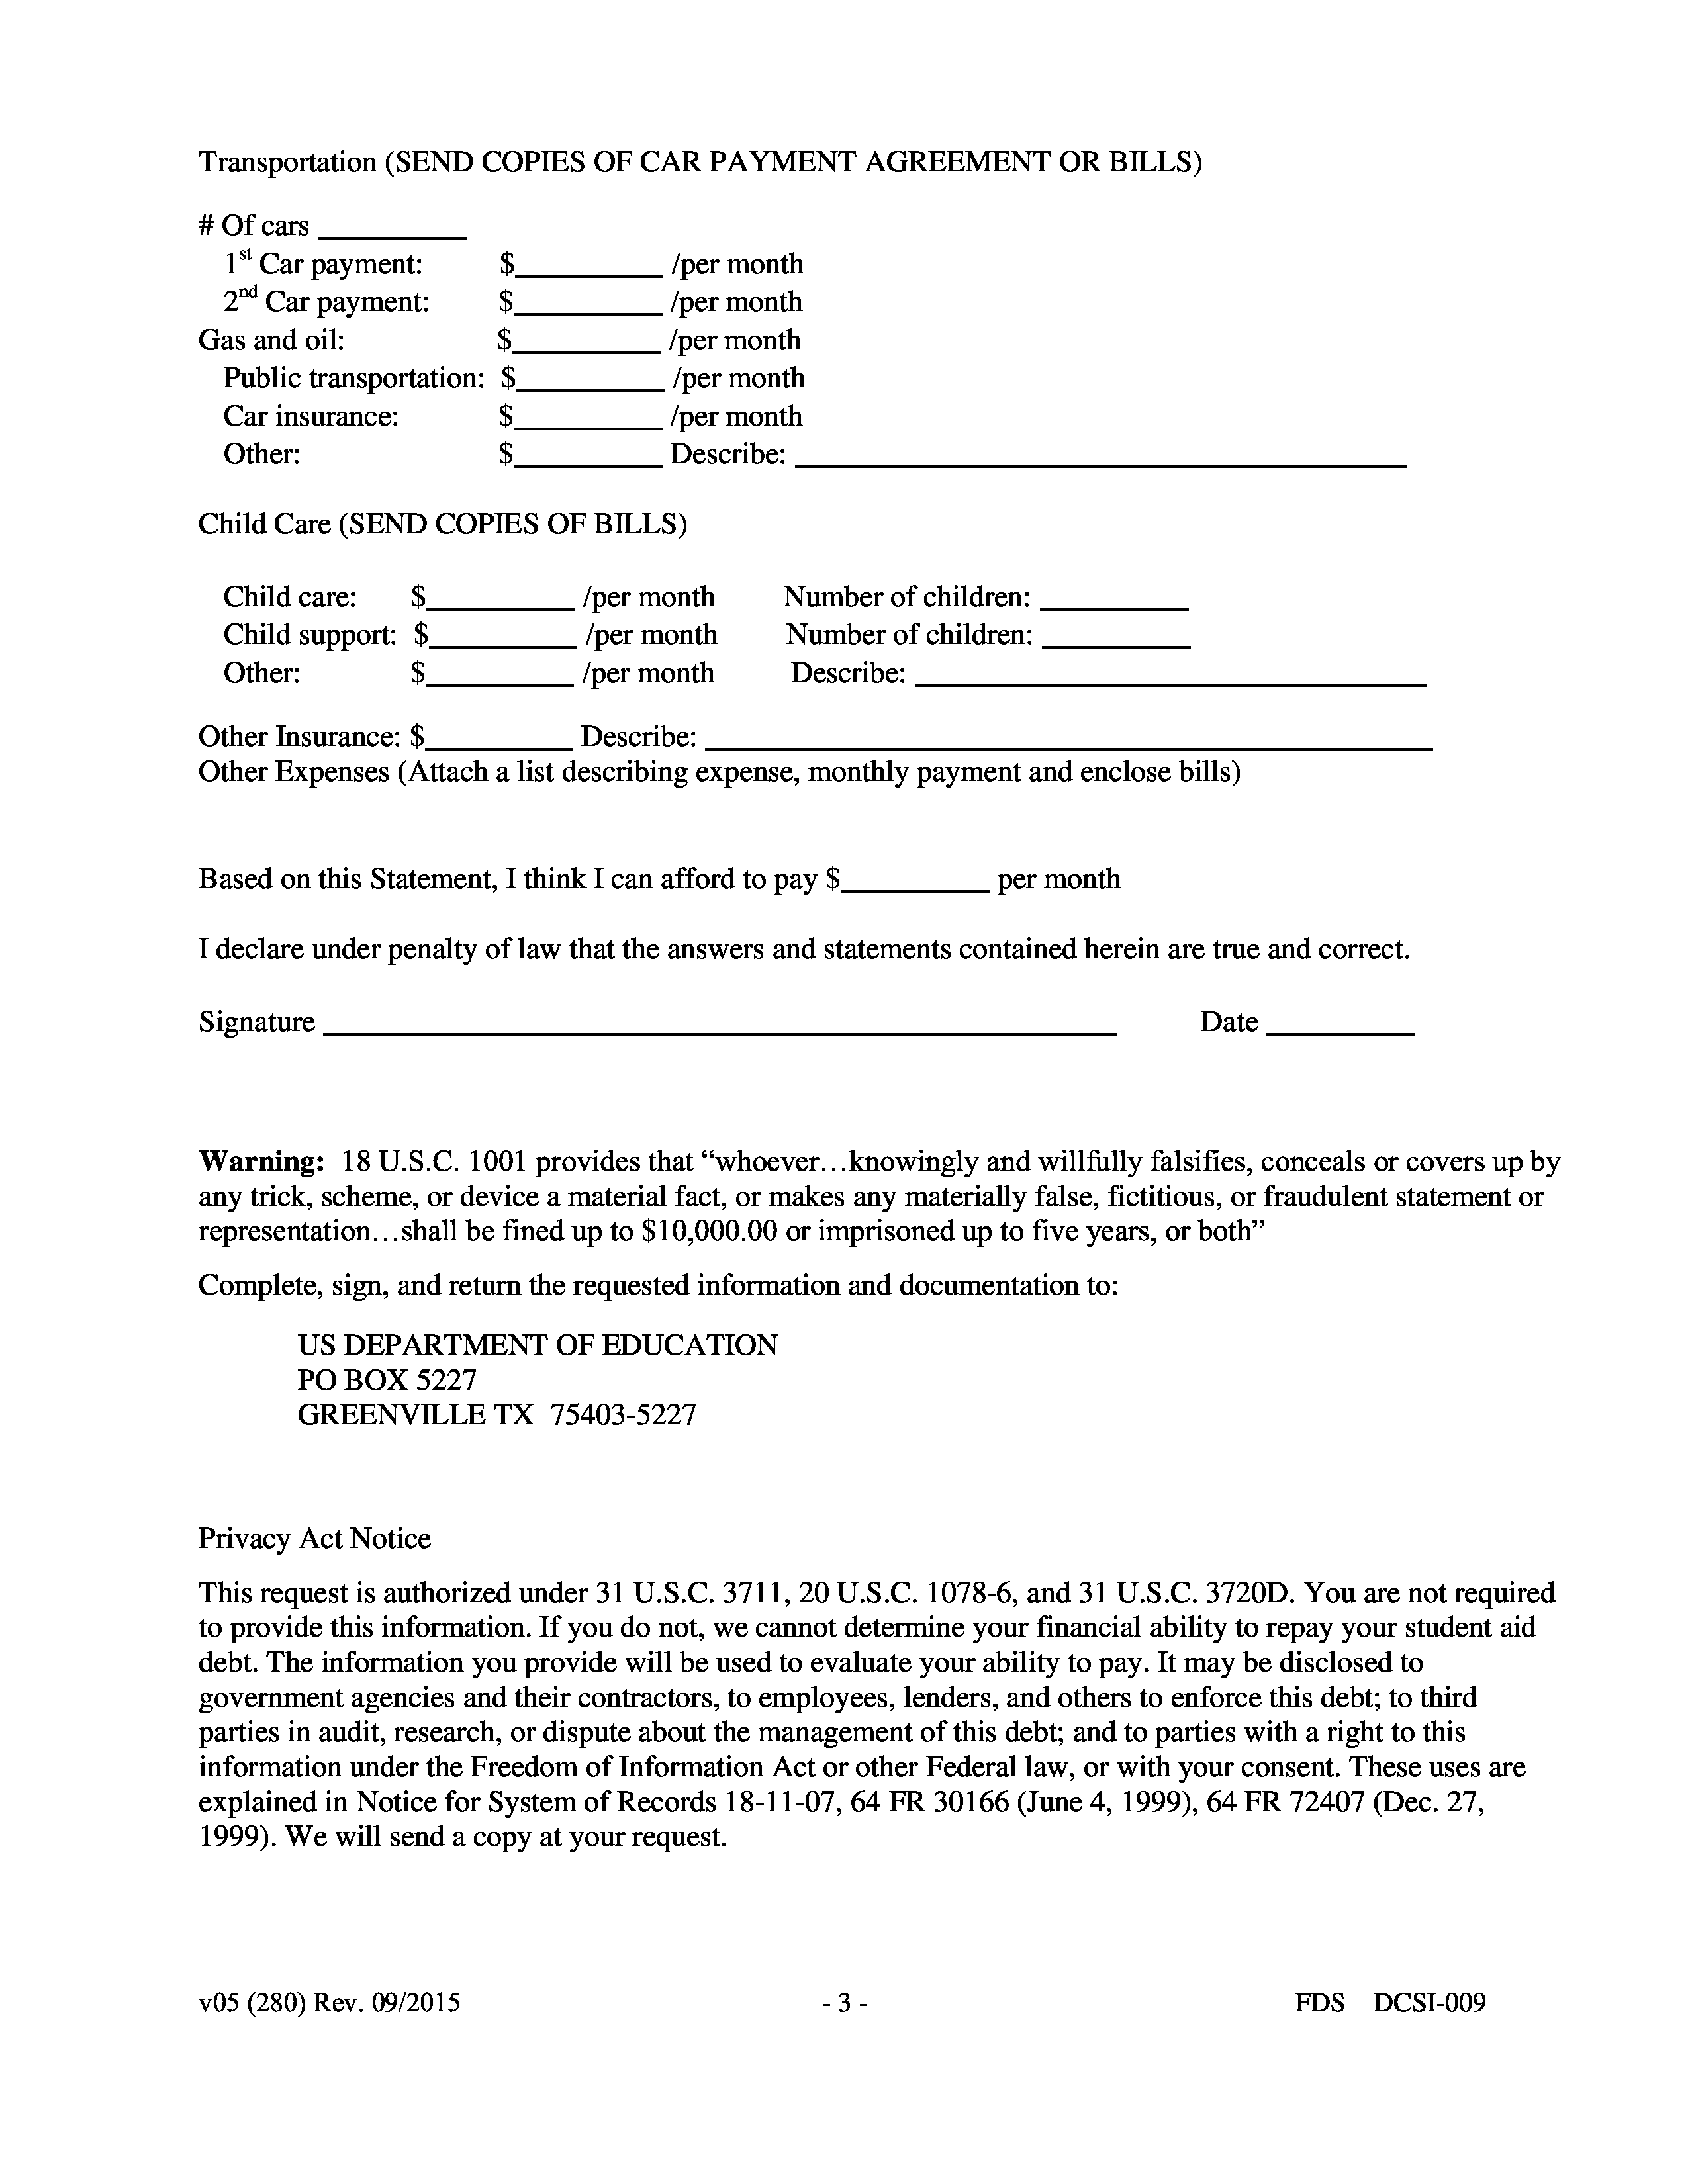 Transportation (SEND COPIES OF CAR PAYMENT AGREEMENT OR BILLS)
# Of cars __________
1st Car payment: $__________ /per month
2nd Car payment: $__________ /per month
Gas and oil: $__________ /per month
Public transportation: $__________ /per month
Car insurance: $__________ /per month
Other: $__________ Describe: __________________________________________
Child Care (SEND COPIES OF BILLS)
Child care: $__________ /per month Number of children: __________
Child support: $__________ /per month Number of children: __________
Other: $__________ /per month Describe: ___________________________________
Other Insurance: $__________ Describe: __________________________________________________
Other Expenses (Attach a list describing expense, monthly payment and enclose bills)
Based on this Statement, I think I can afford to pay $__________ per month
I declare under penalty of law that the answers and statements contained herein are true and correct.
Signature ______________________________________________________ Date __________
Warning: 18 U.S.C. 1001 provides that “whoever…knowingly and willfully falsifies, conceals or covers up by
any trick, scheme, or device a material fact, or makes any materially false, fictitious, or fraudulent statement or
representation…shall be fined up to $10,000.00 or imprisoned up to five years, or both”
Complete, sign, and return the requested information and documentation to:
US DEPARTMENT OF EDUCATION
PO BOX 5227
GREENVILLE TX 75403-5227
Privacy Act Notice
This request is authorized under 31 U.S.C. 3711, 20 U.S.C. 1078-6, and 31 U.S.C. 3720D. You are not required
to provide this information. If you do not, we cannot determine your financial ability to repay your student aid
debt. The information you provide will be used to evaluate your ability to pay. It may be disclosed to
government agencies and their contractors, to employees, lenders, and others to enforce this debt; to third
parties in audit, research, or dispute about the management of this debt; and to parties with a right to this
information under the Freedom of Information Act or other Federal law, or with your consent. These uses are
explained in Notice for System of Records 18-11-07, 64 FR 30166 (June 4, 1999), 64 FR 72407 (Dec. 27,
1999). We will send a copy at your request.
v05 (280) Rev. 09/2015 - 3 - FDS DCSI-009